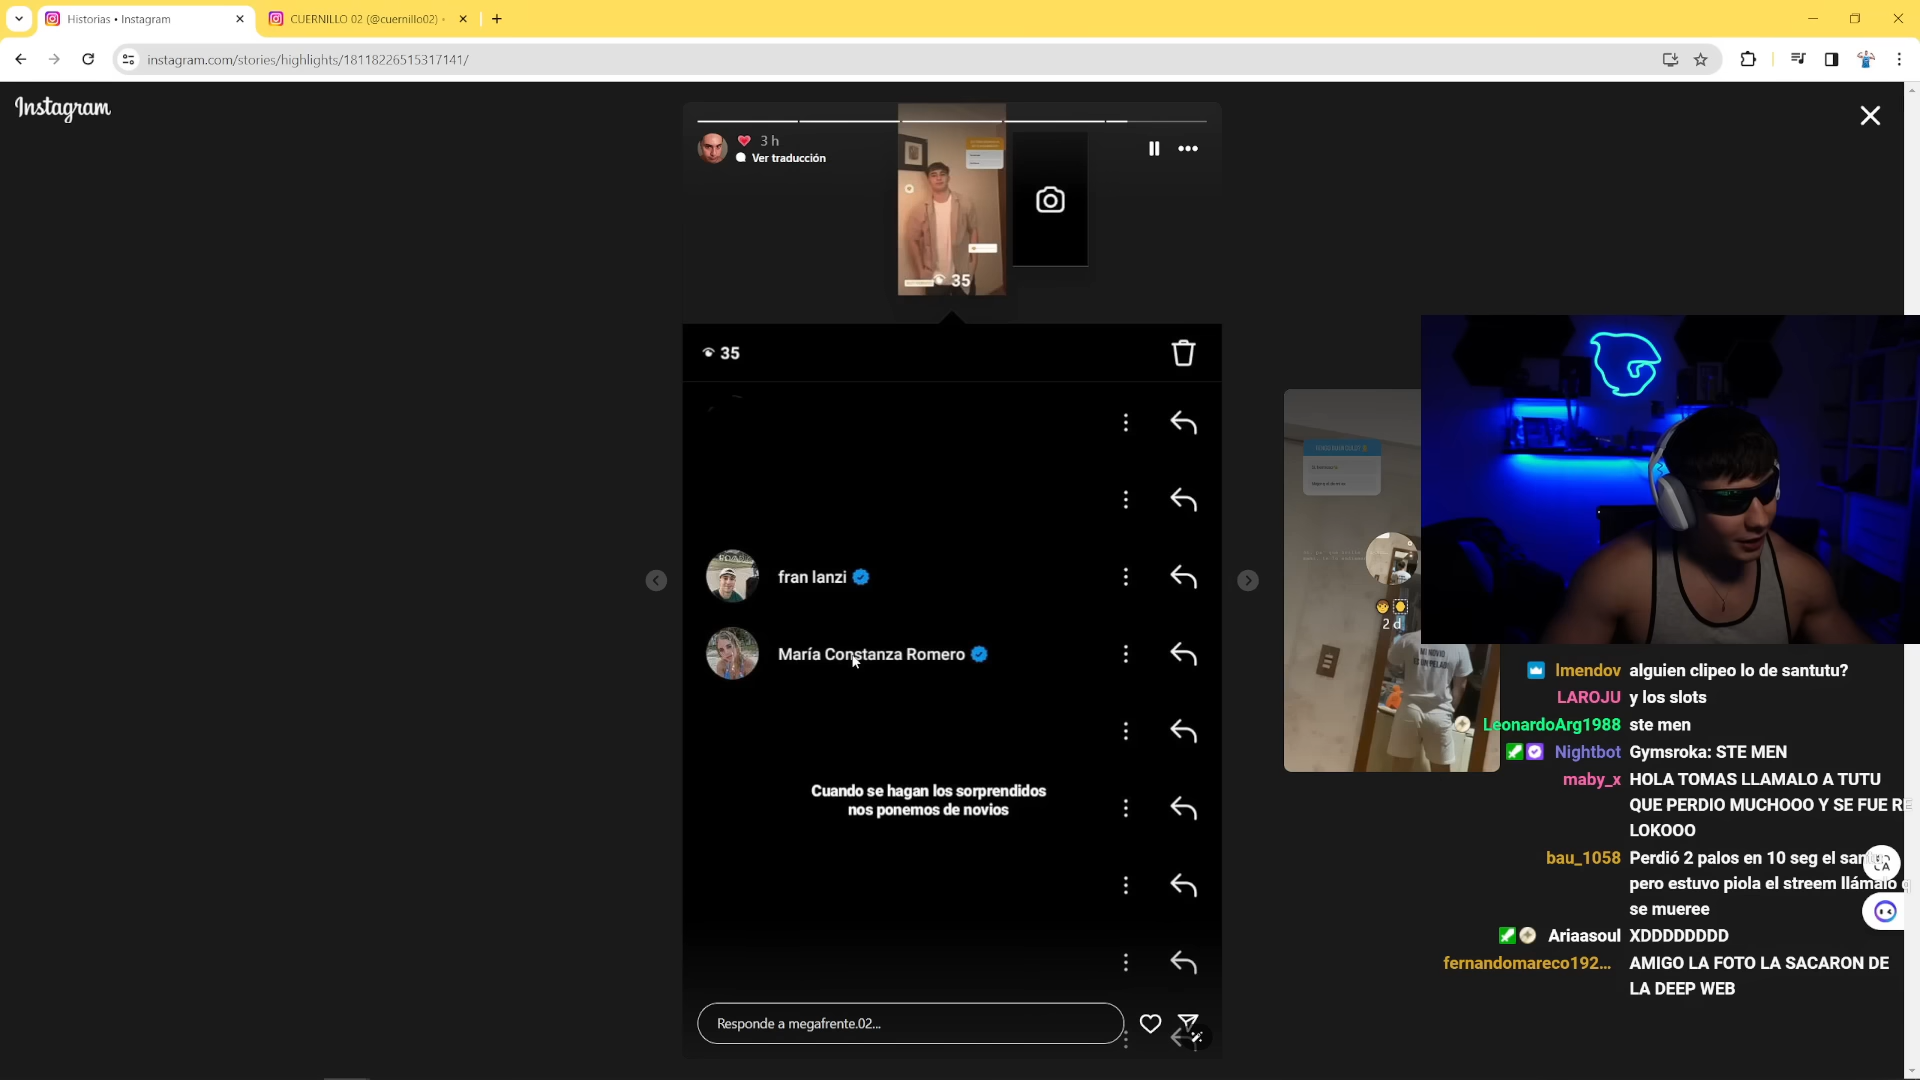 Historias • Instagram
CUERNILLO 02 (@cuernillo02) •
instagram.com/stories/highlights/18118226515317141/
Instagram
3 h
Ver traducción
35
35
fran lanzi
María Constanza Romero
Cuando se hagan los sorprendidos
nos ponemos de novios
Responde a megafrente.02...
2 d
lmendov alguien clipeo lo de santutu?
LAROJU y los slots
LeonardoArg1988 ste men
Nightbot Gymsroka: STE MEN
maby_x HOLA TOMAS LLAMALO A TUTU
QUE PERDIO MUCHOOO Y SE FUE RE
LOKOOO
bau_1058 Perdió 2 palos en 10 seg el
pero estuvo piola el streem llámalo q
se mueree
Ariaasoul XDDDDDDDD
fernandomareco192... AMIGO LA FOTO LA SACARON DE
LA DEEP WEB